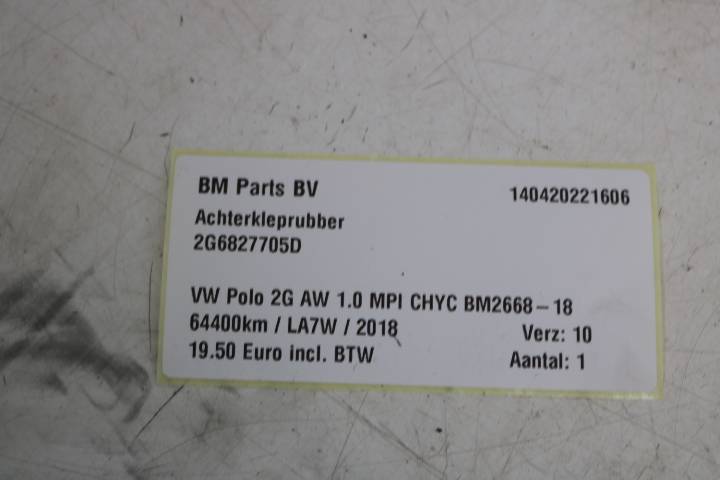 BM Parts BV 140420221606
Achterkleprubber
2G6827705D
VW Polo 2G AW 1.0 MPI CHYC BM2668-18
64400km / LA7W / 2018 Verz: 10
19.50 Euro incl. BTW Aantal: 1